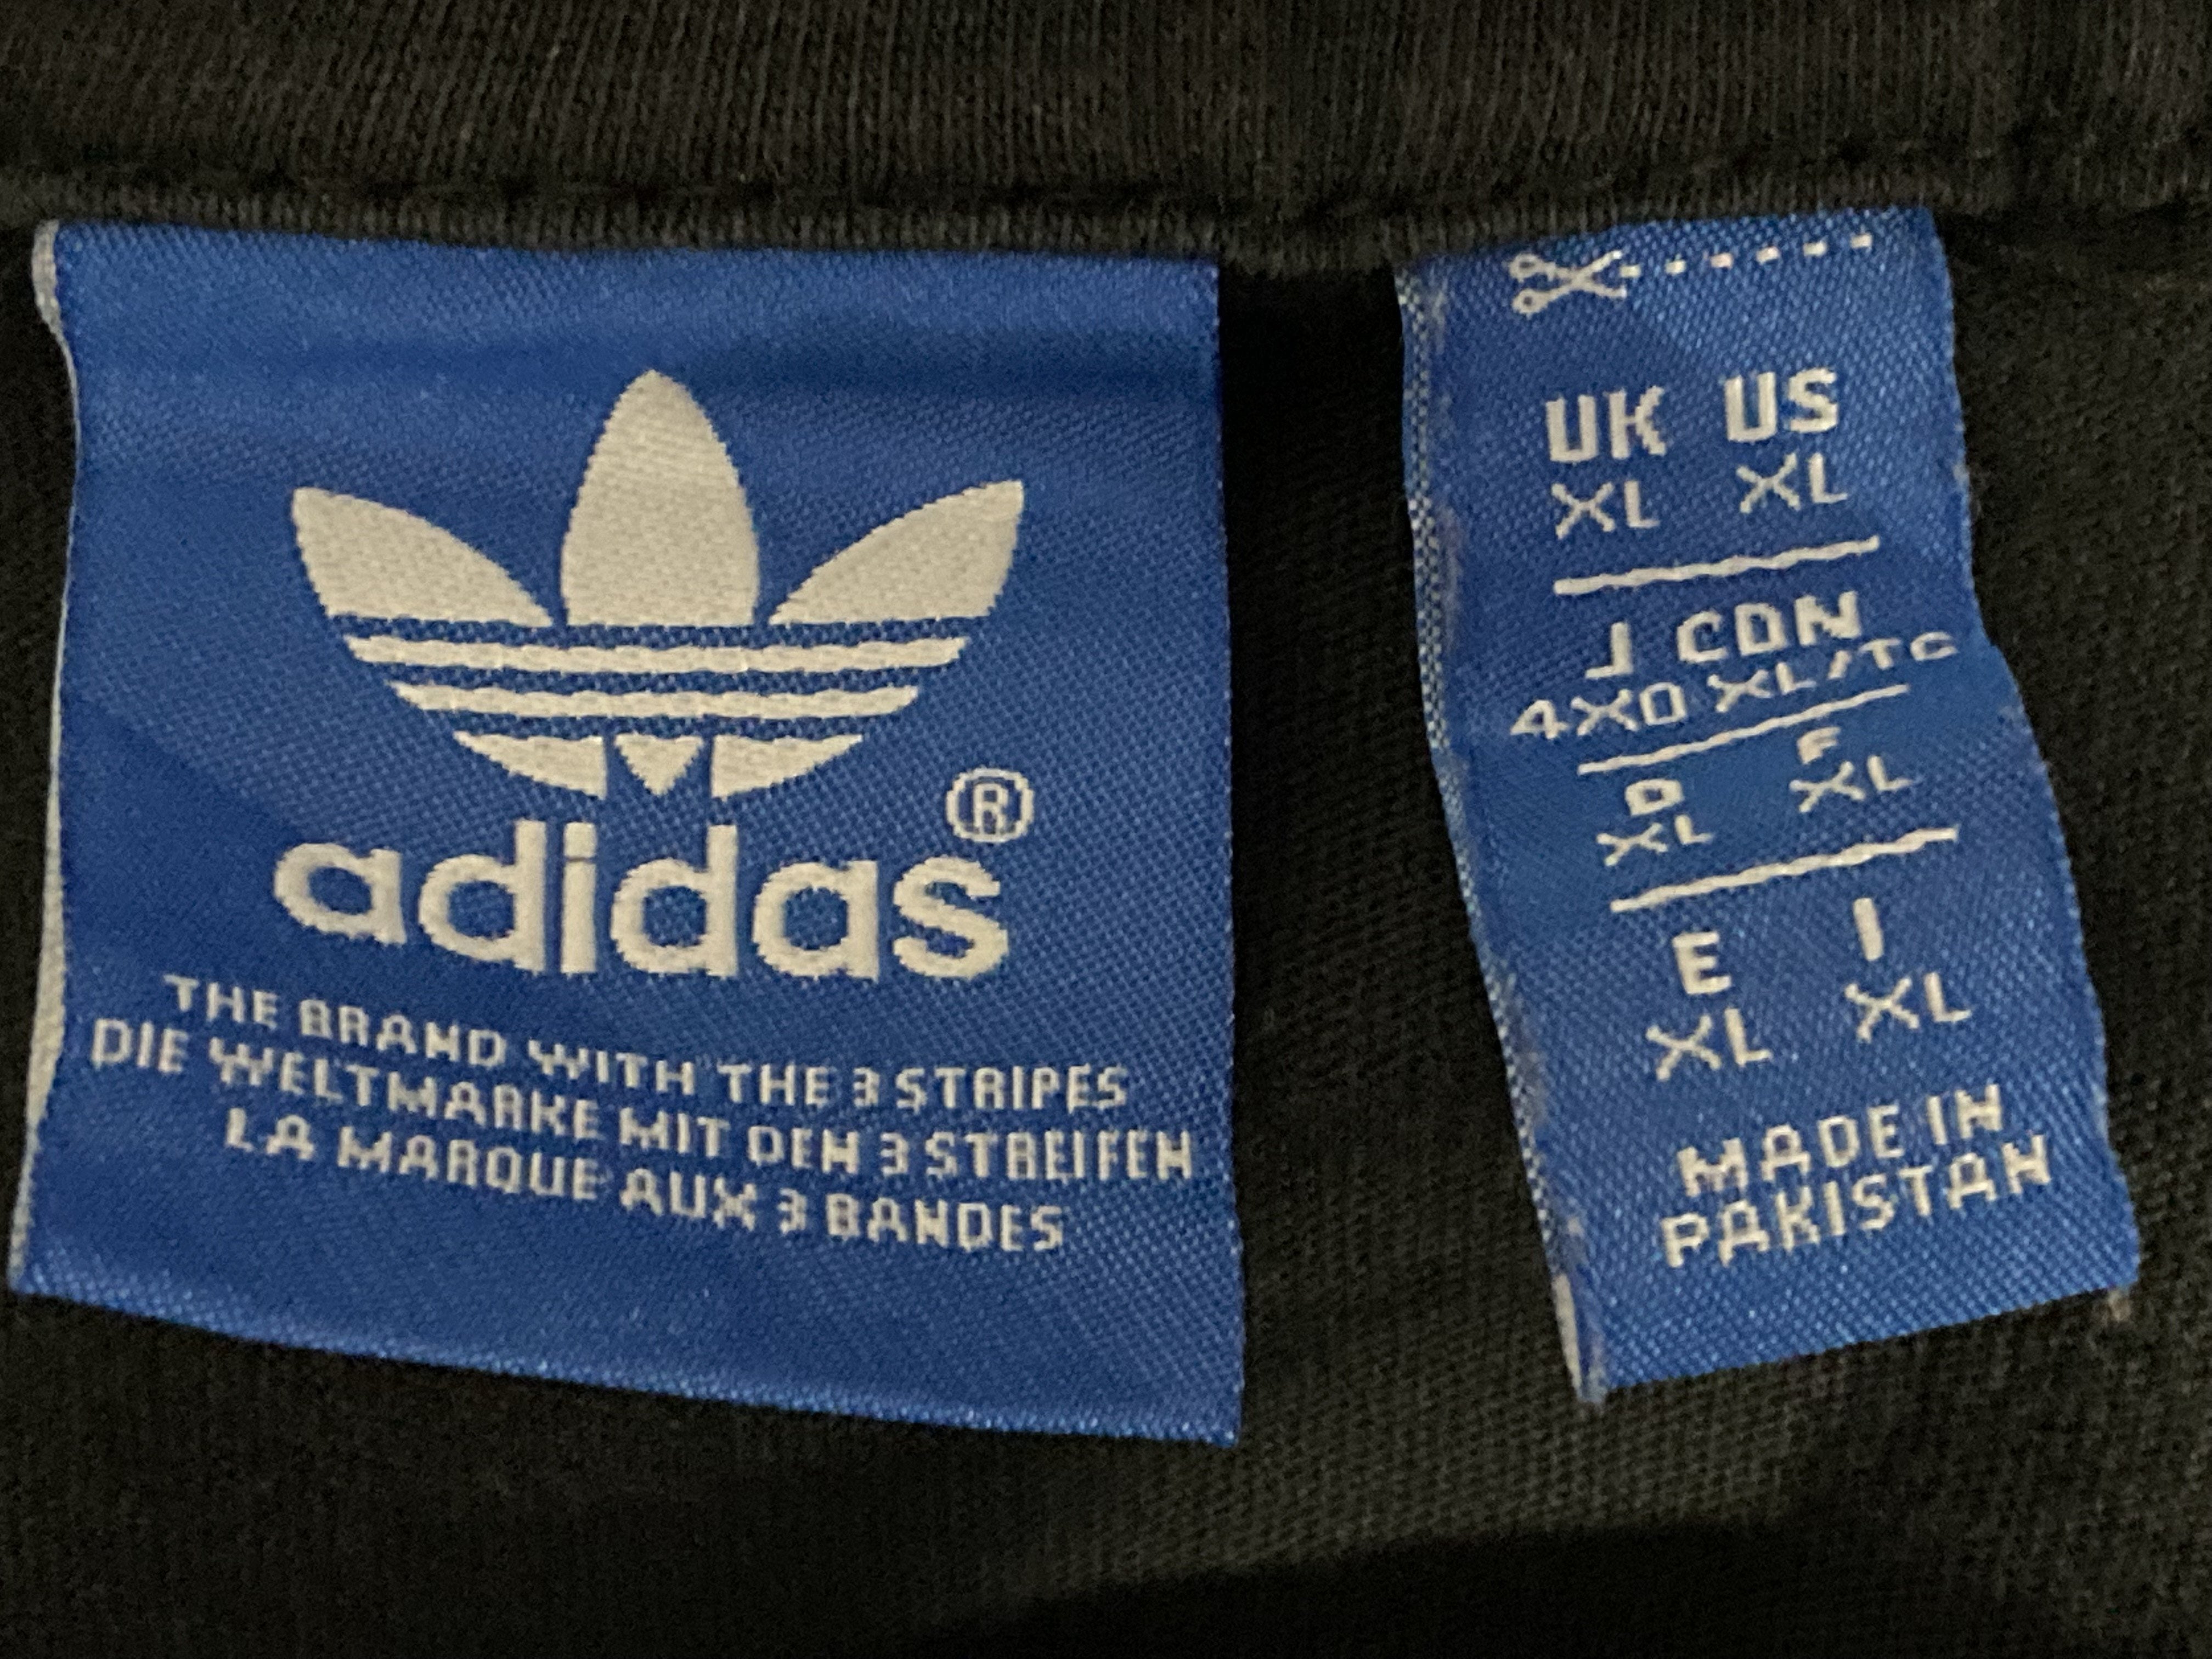 adidas®
THE BRAND WITH THE 3 STRIPES
DIE WELTMARKE MIT DEN 3 STREIFEN
LA MARQUE AUX 3 BANDES
UK US
XL XL
J CDN
4XO XL/TG
D F
XL XL
E I
XL XL
MADE IN
PAKISTAN